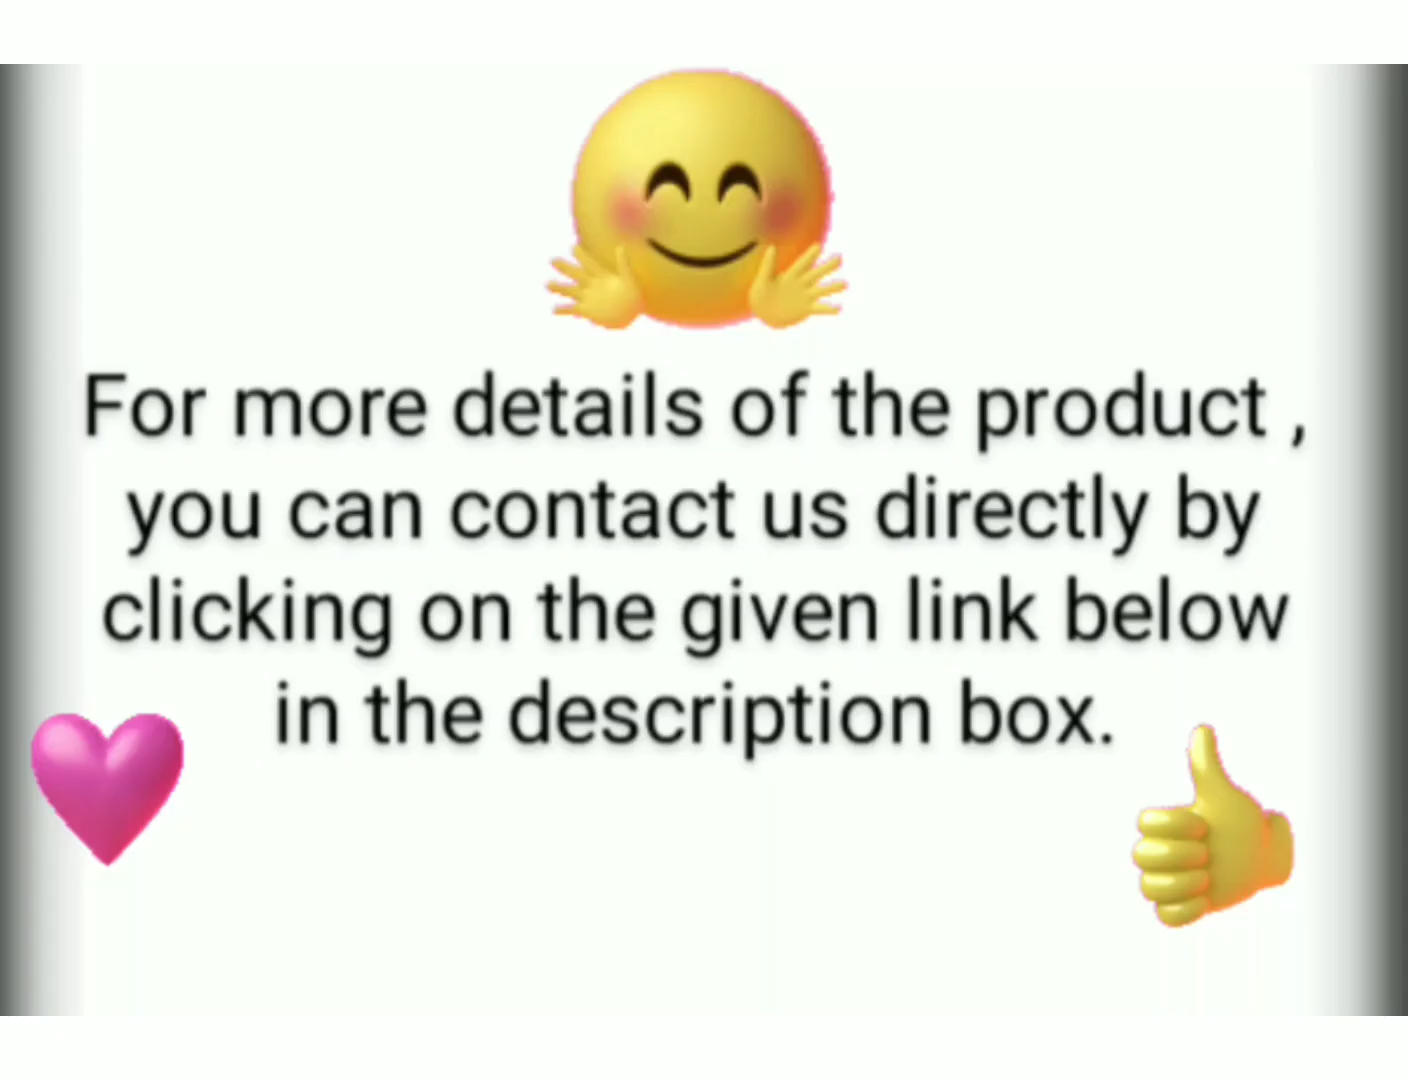 For more details of the product ,
you can contact us directly by
clicking on the given link below
in the description box.